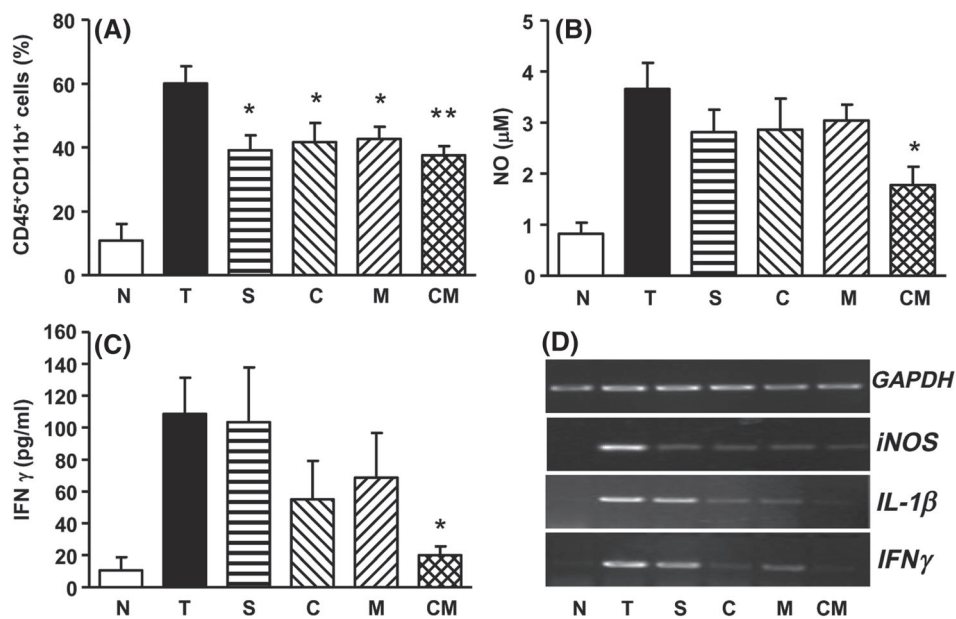 (A)
CD45+CD11b+ cells (%)
80
60
40
20
0
* * * **
N T S C M CM
(B)
NO (µM)
5
4
3
2
1
0
*
N T S C M CM
(C)
IFN γ (pg/ml)
160
140
120
100
80
60
40
20
0
*
N T S C M CM
(D)
GAPDH
iNOS
IL-1β
IFNγ
N T S C M CM